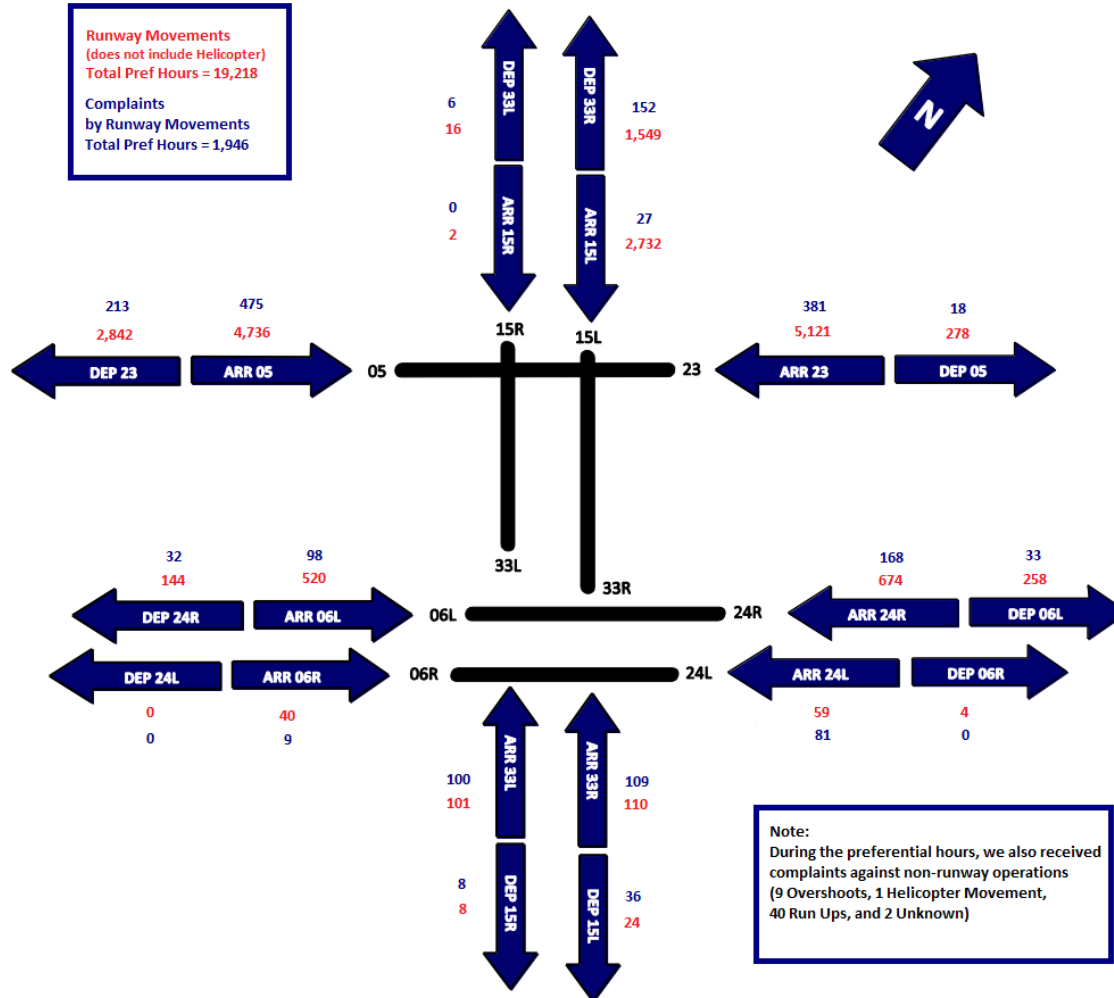 Runway Movements
(does not include Helicopter)
Total Pref Hours = 19,218
Complaints
by Runway Movements
Total Pref Hours = 1,946
N
6
16
DEP 33L
DEP 33R
152
1,549
0
2
ARR 15R
ARR 15L
27
2,732
213
2,842
DEP 23
475
4,736
ARR 05
15R
15L
05
23
381
5,121
ARR 23
18
278
DEP 05
33L
33R
32
144
DEP 24R
98
520
ARR 06L
06L
24R
168
674
ARR 24R
33
258
DEP 06L
DEP 24L
0
0
ARR 06R
40
9
06R
24L
ARR 24L
59
81
DEP 06R
4
0
100
101
ARR 33L
ARR 33R
109
110
8
8
DEP 15R
DEP 15L
36
24
Note:
During the preferential hours, we also received
complaints against non-runway operations
(9 Overshoots, 1 Helicopter Movement,
40 Run Ups, and 2 Unknown)